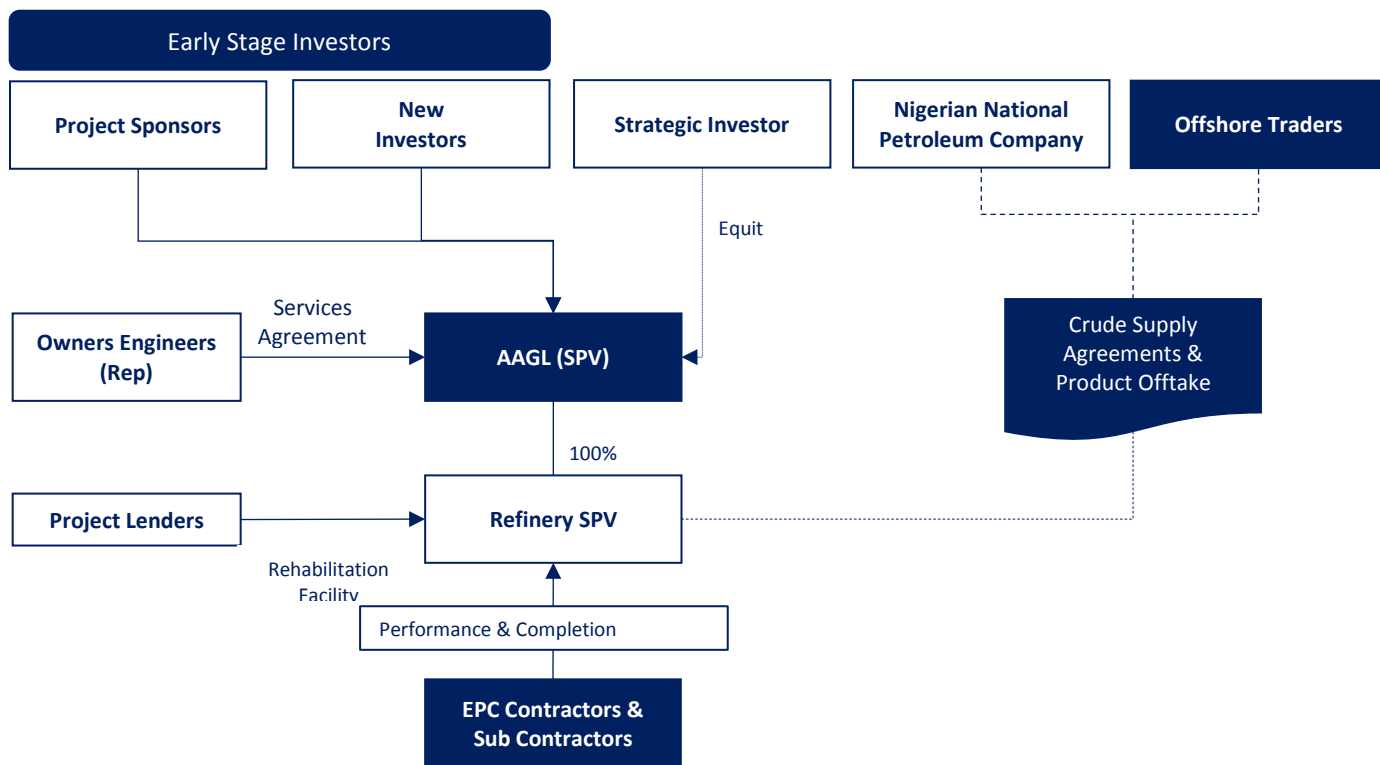 Early Stage Investors
Project Sponsors
New
Investors
Strategic Investor
Nigerian National
Petroleum Company
Offshore Traders
Equit
Services
Agreement
Owners Engineers
(Rep)
AAGL (SPV)
Crude Supply
Agreements &
Product Offtake
100%
Project Lenders
Refinery SPV
Rehabilitation
Facility
Performance & Completion
EPC Contractors &
Sub Contractors